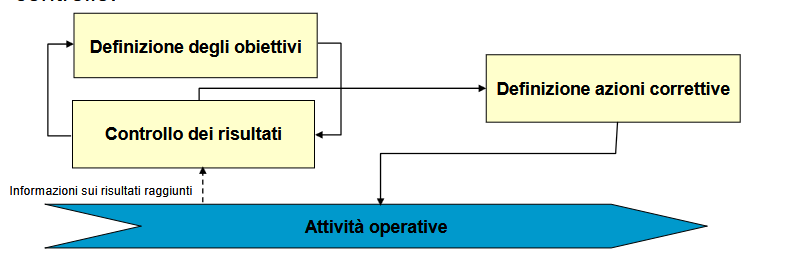 Definizione degli obiettivi
Definizione azioni correttive
Controllo dei risultati
Informazioni sui risultati raggiunti
Attività operative